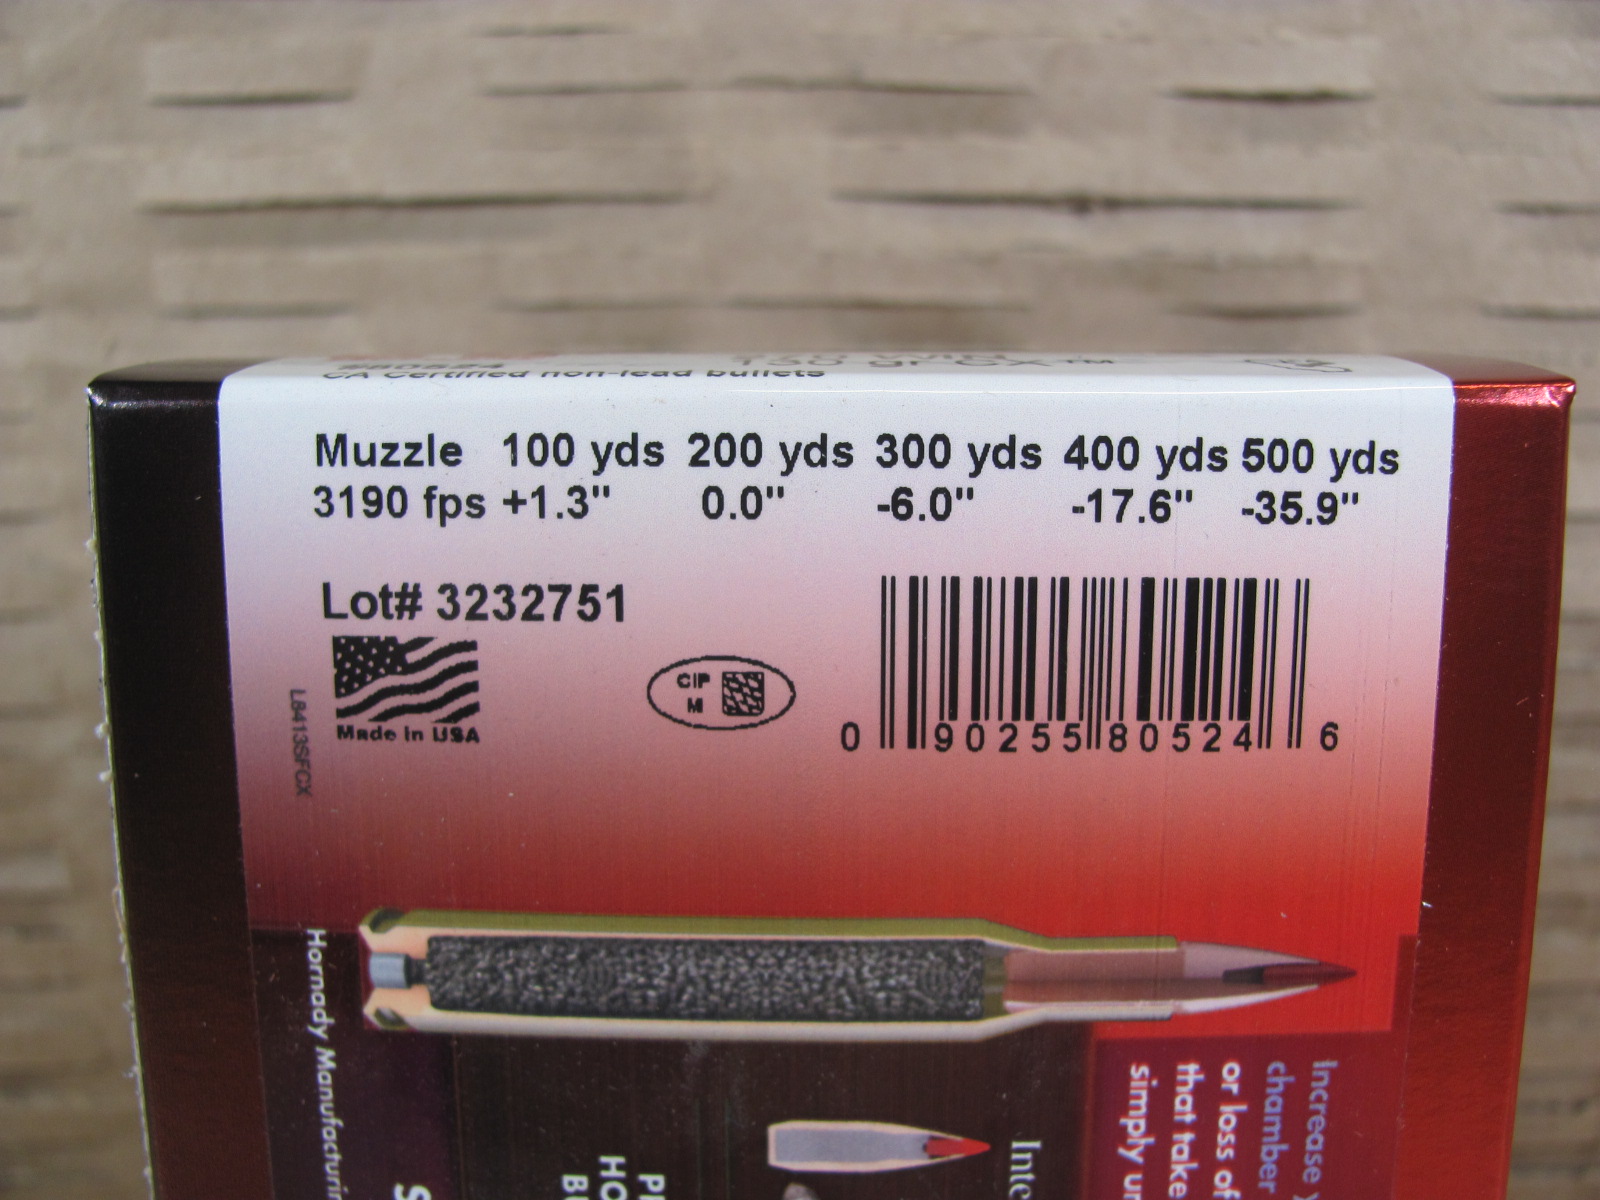 CA Certified non-lead bullets
gr CX™
Muzzle 100 yds 200 yds 300 yds 400 yds 500 yds
3190 fps +1.3" 0.0" -6.0" -17.6" -35.9"
Lot# 3232751
Made in USA
CIP
M
0 90255 80524 6
L8413SFCX
Hornady
Increase
chamber
or loss of
that take
simply